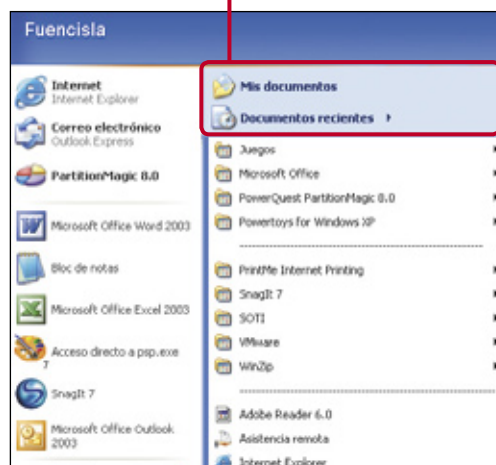 Fuencisla
Internet
Internet Explorer
Correo electrónico
Outlook Express
PartitionMagic 8.0
Microsoft Office Word 2003
Bloc de notas
Microsoft Office Excel 2003
Acceso directo a psp.exe
7
SnagIt 7
Microsoft Office Outlook
2003
Mis documentos
Documentos recientes
Juegos
Microsoft Office
PowerQuest PartitionMagic 8.0
Powertoys for Windows XP
PrintMe Internet Printing
SnagIt 7
SOTI
VMware
WinZip
Adobe Reader 6.0
Asistencia remota
Internet Explorer